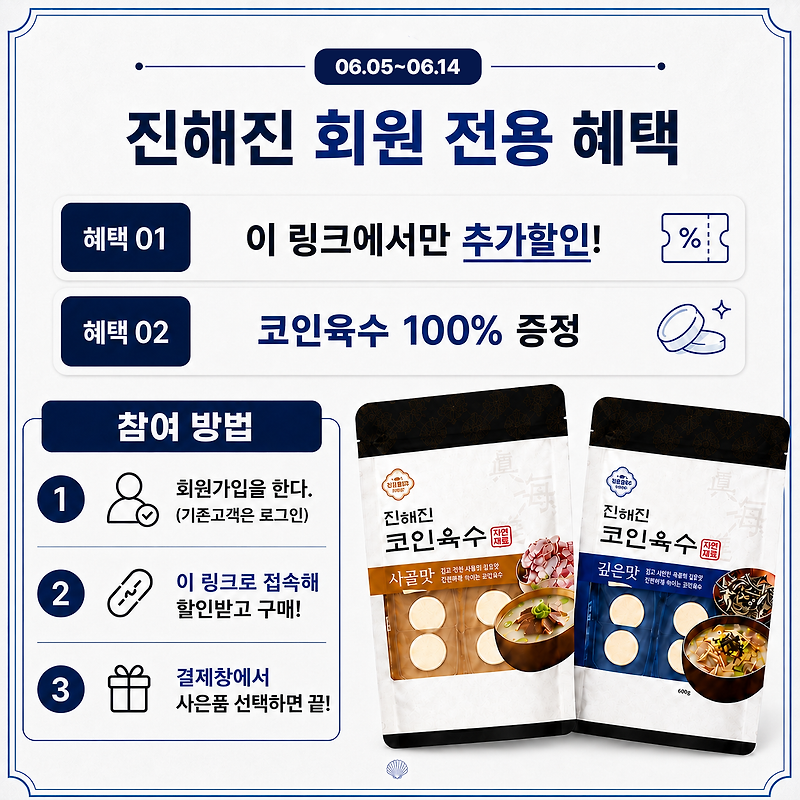 06.05~06.14
진해진 회원 전용 혜택
혜택 01
이 링크에서만 추가할인!
%
혜택 02
코인육수 100% 증정
참여 방법
1
회원가입을 한다.
(기존고객은 로그인)
2
이 링크로 접속해
할인받고 구매!
3
결제창에서
사은품 선택하면 끝!
진해진
코인육수
자연
재료
사골맛
진해진
코인육수
자연
재료
깊은맛
600g